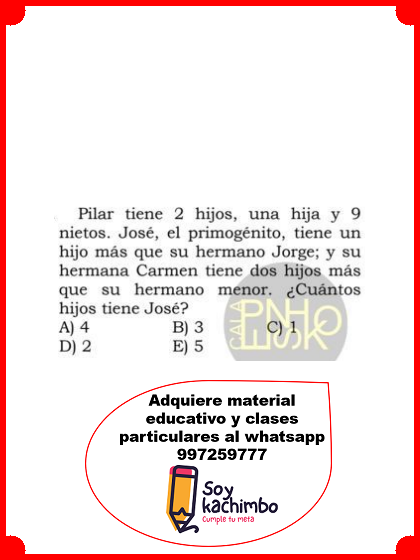 Pilar tiene 2 hijos, una hija y 9
nietos. José, el primogénito, tiene un
hijo más que su hermano Jorge; y su
hermana Carmen tiene dos hijos más
que su hermano menor. ¿Cuántos
hijos tiene José?
A) 4 B) 3 C) 1
D) 2 E) 5
Adquiere material
educativo y clases
particulares al whatsapp
997259777
Soy
kachimbo
Cumple tu meta